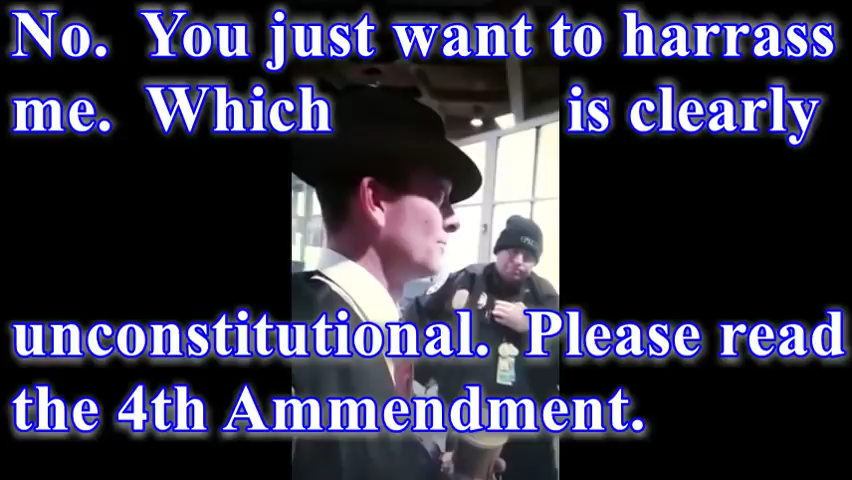 No. You just want to harrass
me. Which is clearly
unconstitutional. Please read
the 4th Ammendment.